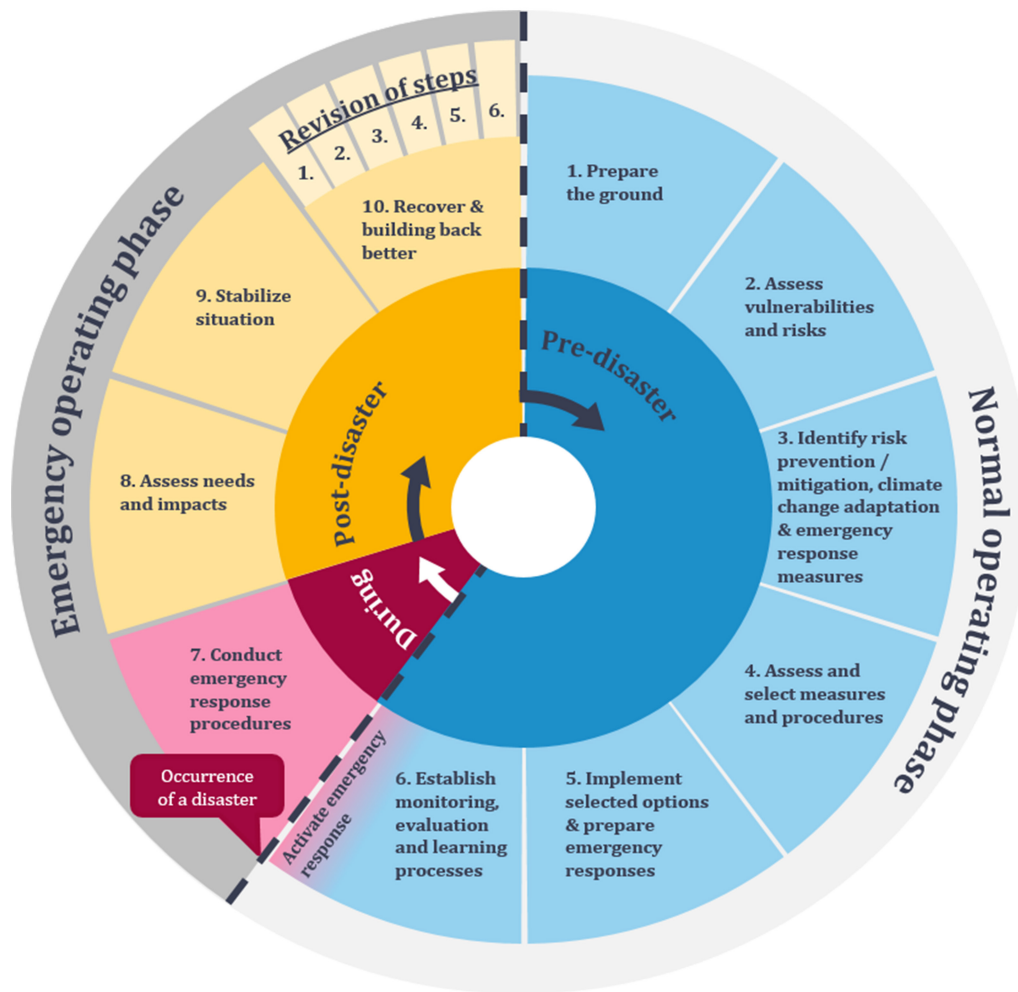 Normal operating phase
Pre-disaster
1. Prepare
the ground
2. Assess
vulnerabilities
and risks
3. Identify risk
prevention /
mitigation, climate
change adaptation
& emergency
response
measures
4. Assess and
select measures
and procedures
5. Implement
selected options
& prepare
emergency
responses
6. Establish
monitoring,
evaluation
and learning
processes
Activate emergency
response
Occurrence
of a disaster
Emergency operating phase
During
7. Conduct
emergency
response
procedures
Post-disaster
8. Assess needs
and impacts
9. Stabilize
situation
10. Recover &
building back
better
Revision of steps
1. 2. 3. 4. 5. 6.